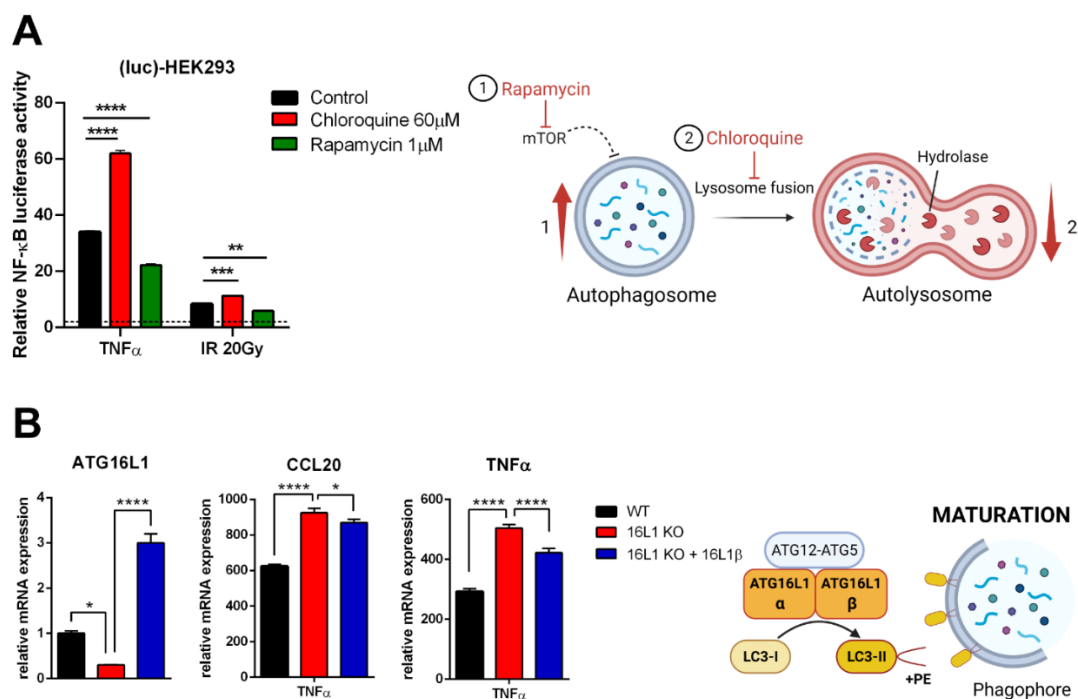 A
(luc)-HEK293
Relative NF-κB luciferase activity
80
60
40
20
0
****
****
**
***
TNFα
IR 20Gy
Control
Chloroquine 60μM
Rapamycin 1μM
1 Rapamycin
mTOR
2 Chloroquine
Lysosome fusion
Hydrolase
1
2
Autophagosome
Autolysosome
B
ATG16L1
relative mRNA expression
4
3
2
1
0
****
*
CCL20
relative mRNA expression
1000
800
600
400
200
0
****
*
TNFα
TNFα
relative mRNA expression
600
400
200
0
****
****
TNFα
WT
16L1 KO
16L1 KO + 16L1β
MATURATION
ATG12-ATG5
ATG16L1
α
ATG16L1
β
LC3-I
LC3-II
+PE
Phagophore